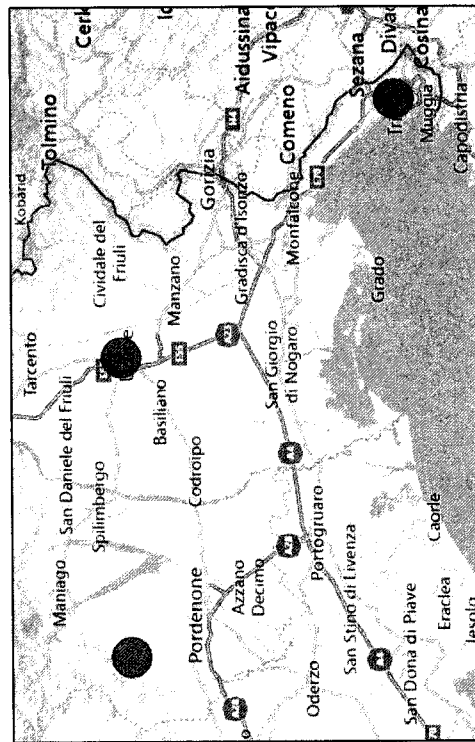 Kobarid
Tarcento
Tolmino
Maniago
San Daniele del Friuli
Cerk
Spilimbergo
Cividale del
Friuli
Basiliano
Manzano
Pordenone
Codroipo
Gorizia
Azzano
Decimo
Gradisca d'Isonzo
Aidussina
Vipac
San Giorgio
di Nogaro
Comeno
Monfalcone
Oderzo
Portogruaro
San Stino di Livenza
Sezana
Grado
Divac
Tr
San Dona di Piave
Cosina
Muggia
Caorle
Eraclea
Capodistria
Jesolo